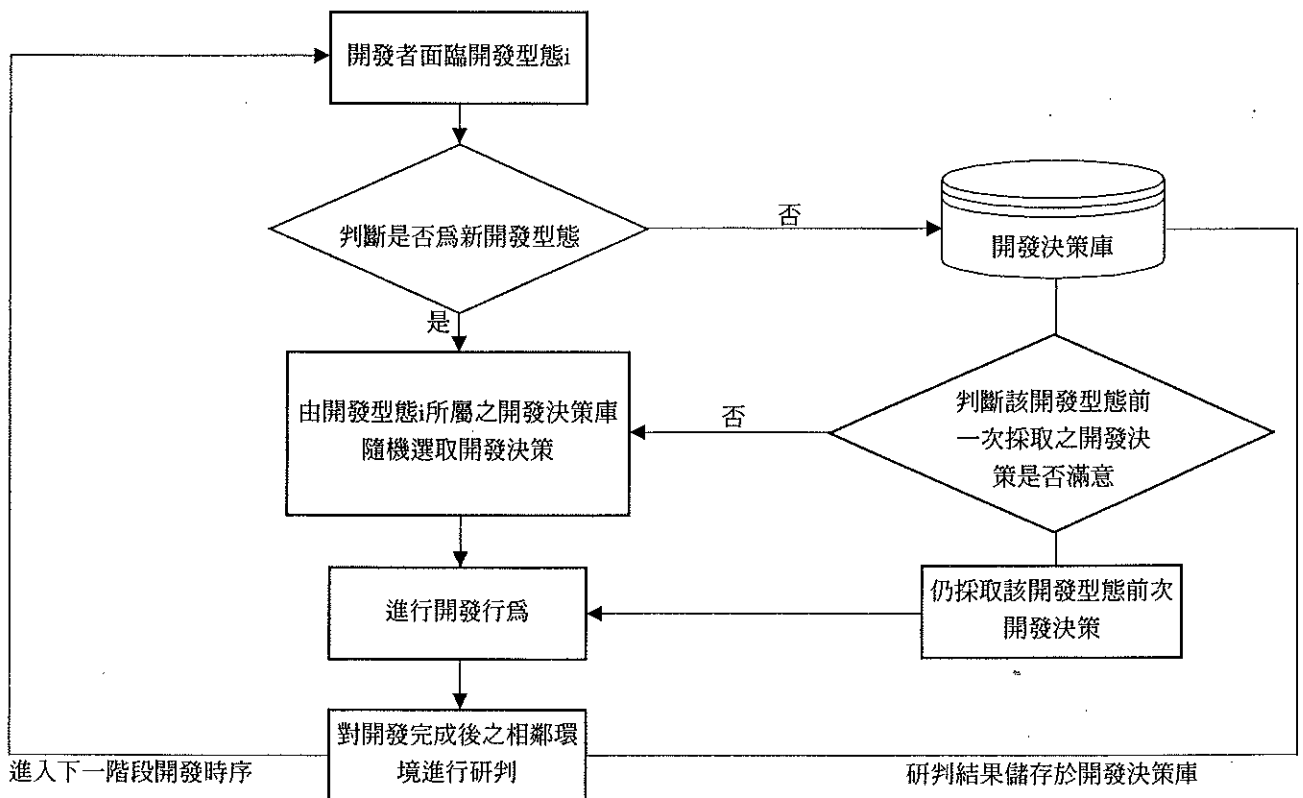 開發者面臨開發型態i
判斷是否爲新開發型態
否
開發決策庫
是
由開發型態i所屬之開發決策庫
隨機選取開發決策
否
判斷該開發型態前
一次採取之開發決
策是否滿意
進行開發行爲
仍採取該開發型態前次
開發決策
對開發完成後之相鄰環
境進行研判
進入下一階段開發時序
研判結果儲存於開發決策庫